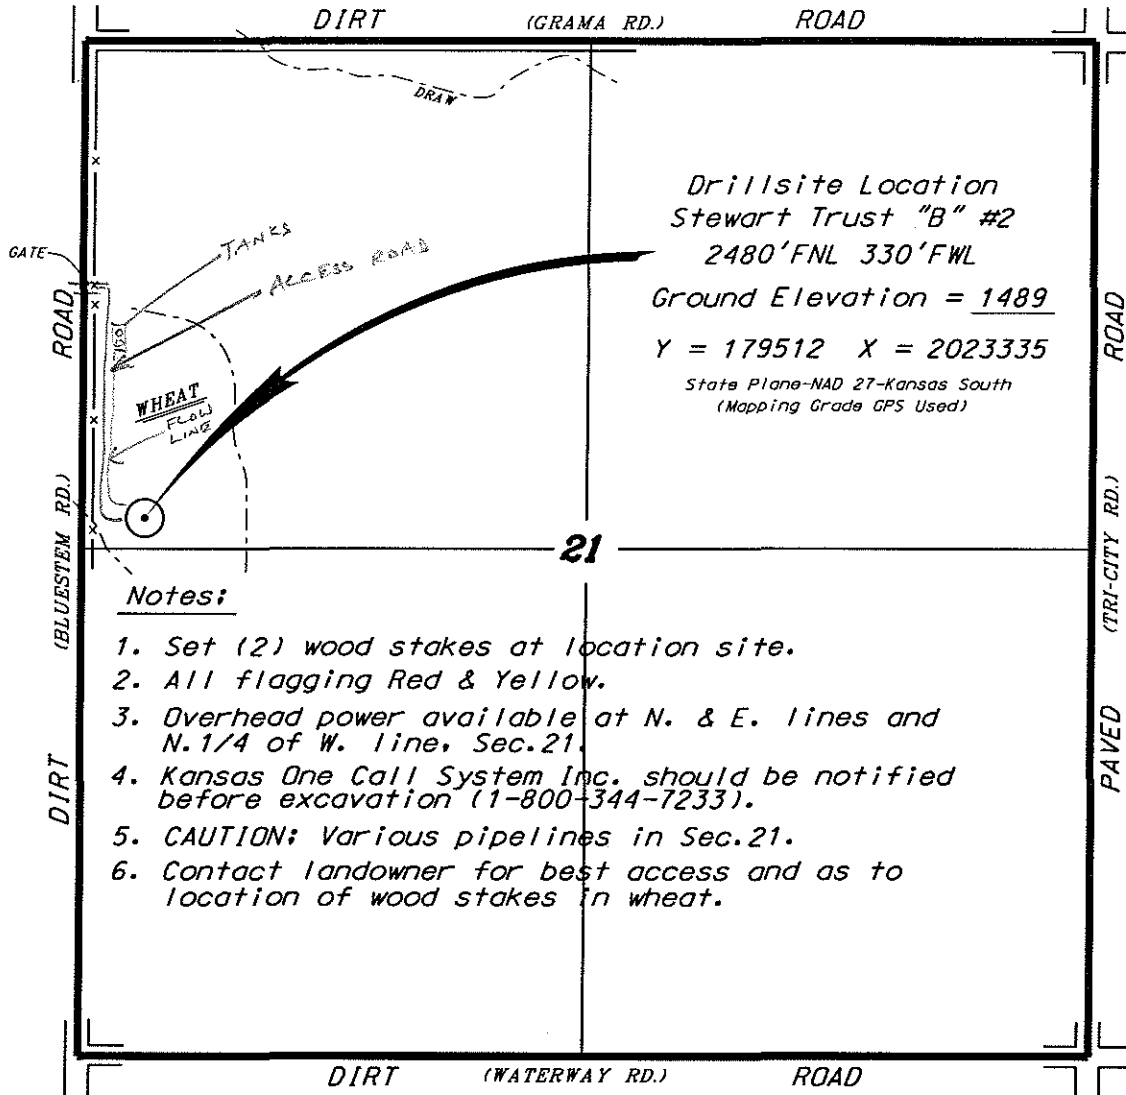 DIRT (GRAMA RD.) ROAD
DRAW
Drillsite Location
Stewart Trust "B" #2
2480'FNL 330'FWL
Ground Elevation = 1489
Y = 179512 X = 2023335
State Plane-NAD 27-Kansas South
(Mapping Grade GPS Used)
GATE
TANKS
ACCESS ROAD
WHEAT
FLOW
LINE
DIRT (BLUESTEM RD.) ROAD
PAVED (TRI-CITY RD.) ROAD
21
Notes:
1. Set (2) wood stakes at location site.
2. All flagging Red & Yellow.
3. Overhead power available at N. & E. lines and
N.1/4 of W. line, Sec.21.
4. Kansas One Call System Inc. should be notified
before excavation (1-800-344-7233).
5. CAUTION: Various pipelines in Sec.21.
6. Contact landowner for best access and as to
location of wood stakes in wheat.
DIRT (WATERWAY RD.) ROAD